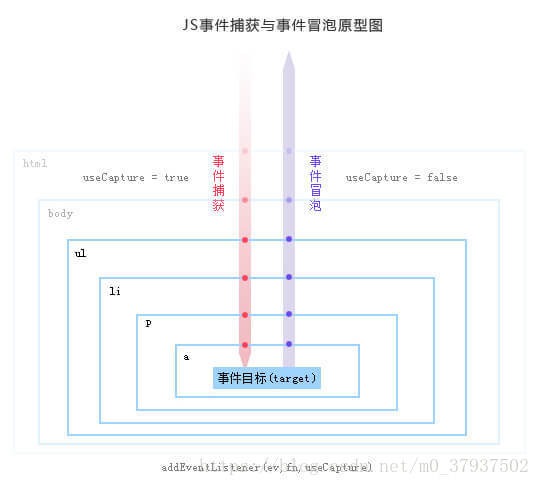 JS事件捕获与事件冒泡原型图
html
useCapture = true
事件捕获
事件冒泡
useCapture = false
body
ul
li
p
a
事件目标(target)
addEventListener(ev,fn,useCapture)
https://blog.csdn.net/m0_37937502